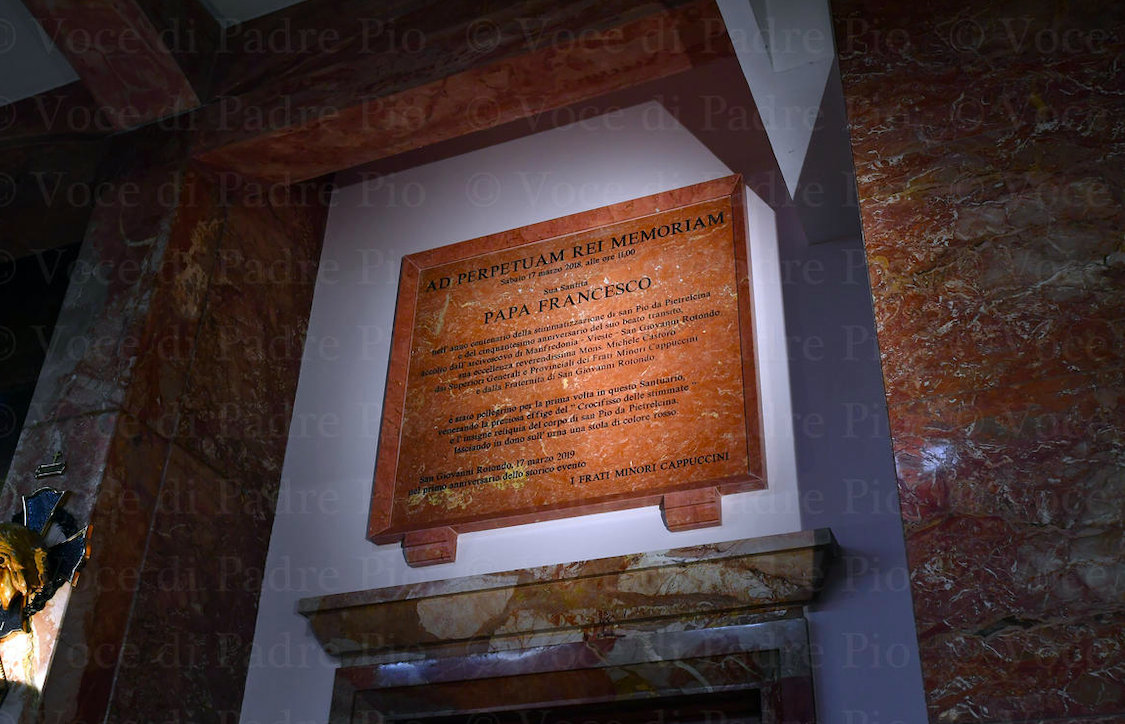 AD PERPETUAM REI MEMORIAM
Sabato 17 marzo 2018, alle ore 11,00
Sua Santità
PAPA FRANCESCO
nell'anno centenario della stimmatizzazione di san Pio da Pietrelcina
e del cinquantesimo anniversario del suo beato transito,
accolto dall'arcivescovo di Manfredonia - Vieste - San Giovanni Rotondo
sua eccellenza reverendissima Mons. Michele Castoro
dai Superiori Generali e Provinciali dei Frati Minori Cappuccini
e dalla Fraternità di San Giovanni Rotondo.
è stato pellegrino per la prima volta in questo Santuario,
venerando la preziosa effige del " Crocifisso delle stimmate
e l'insigne reliquia del corpo di san Pio da Pietrelcina.
lasciando in dono sull'urna una stola di colore rosso
San Giovanni Rotondo, 17 marzo 2019
nel primo anniversario dello storico evento
I FRATI MINORI CAPPUCCINI
© Voce di Padre Pio